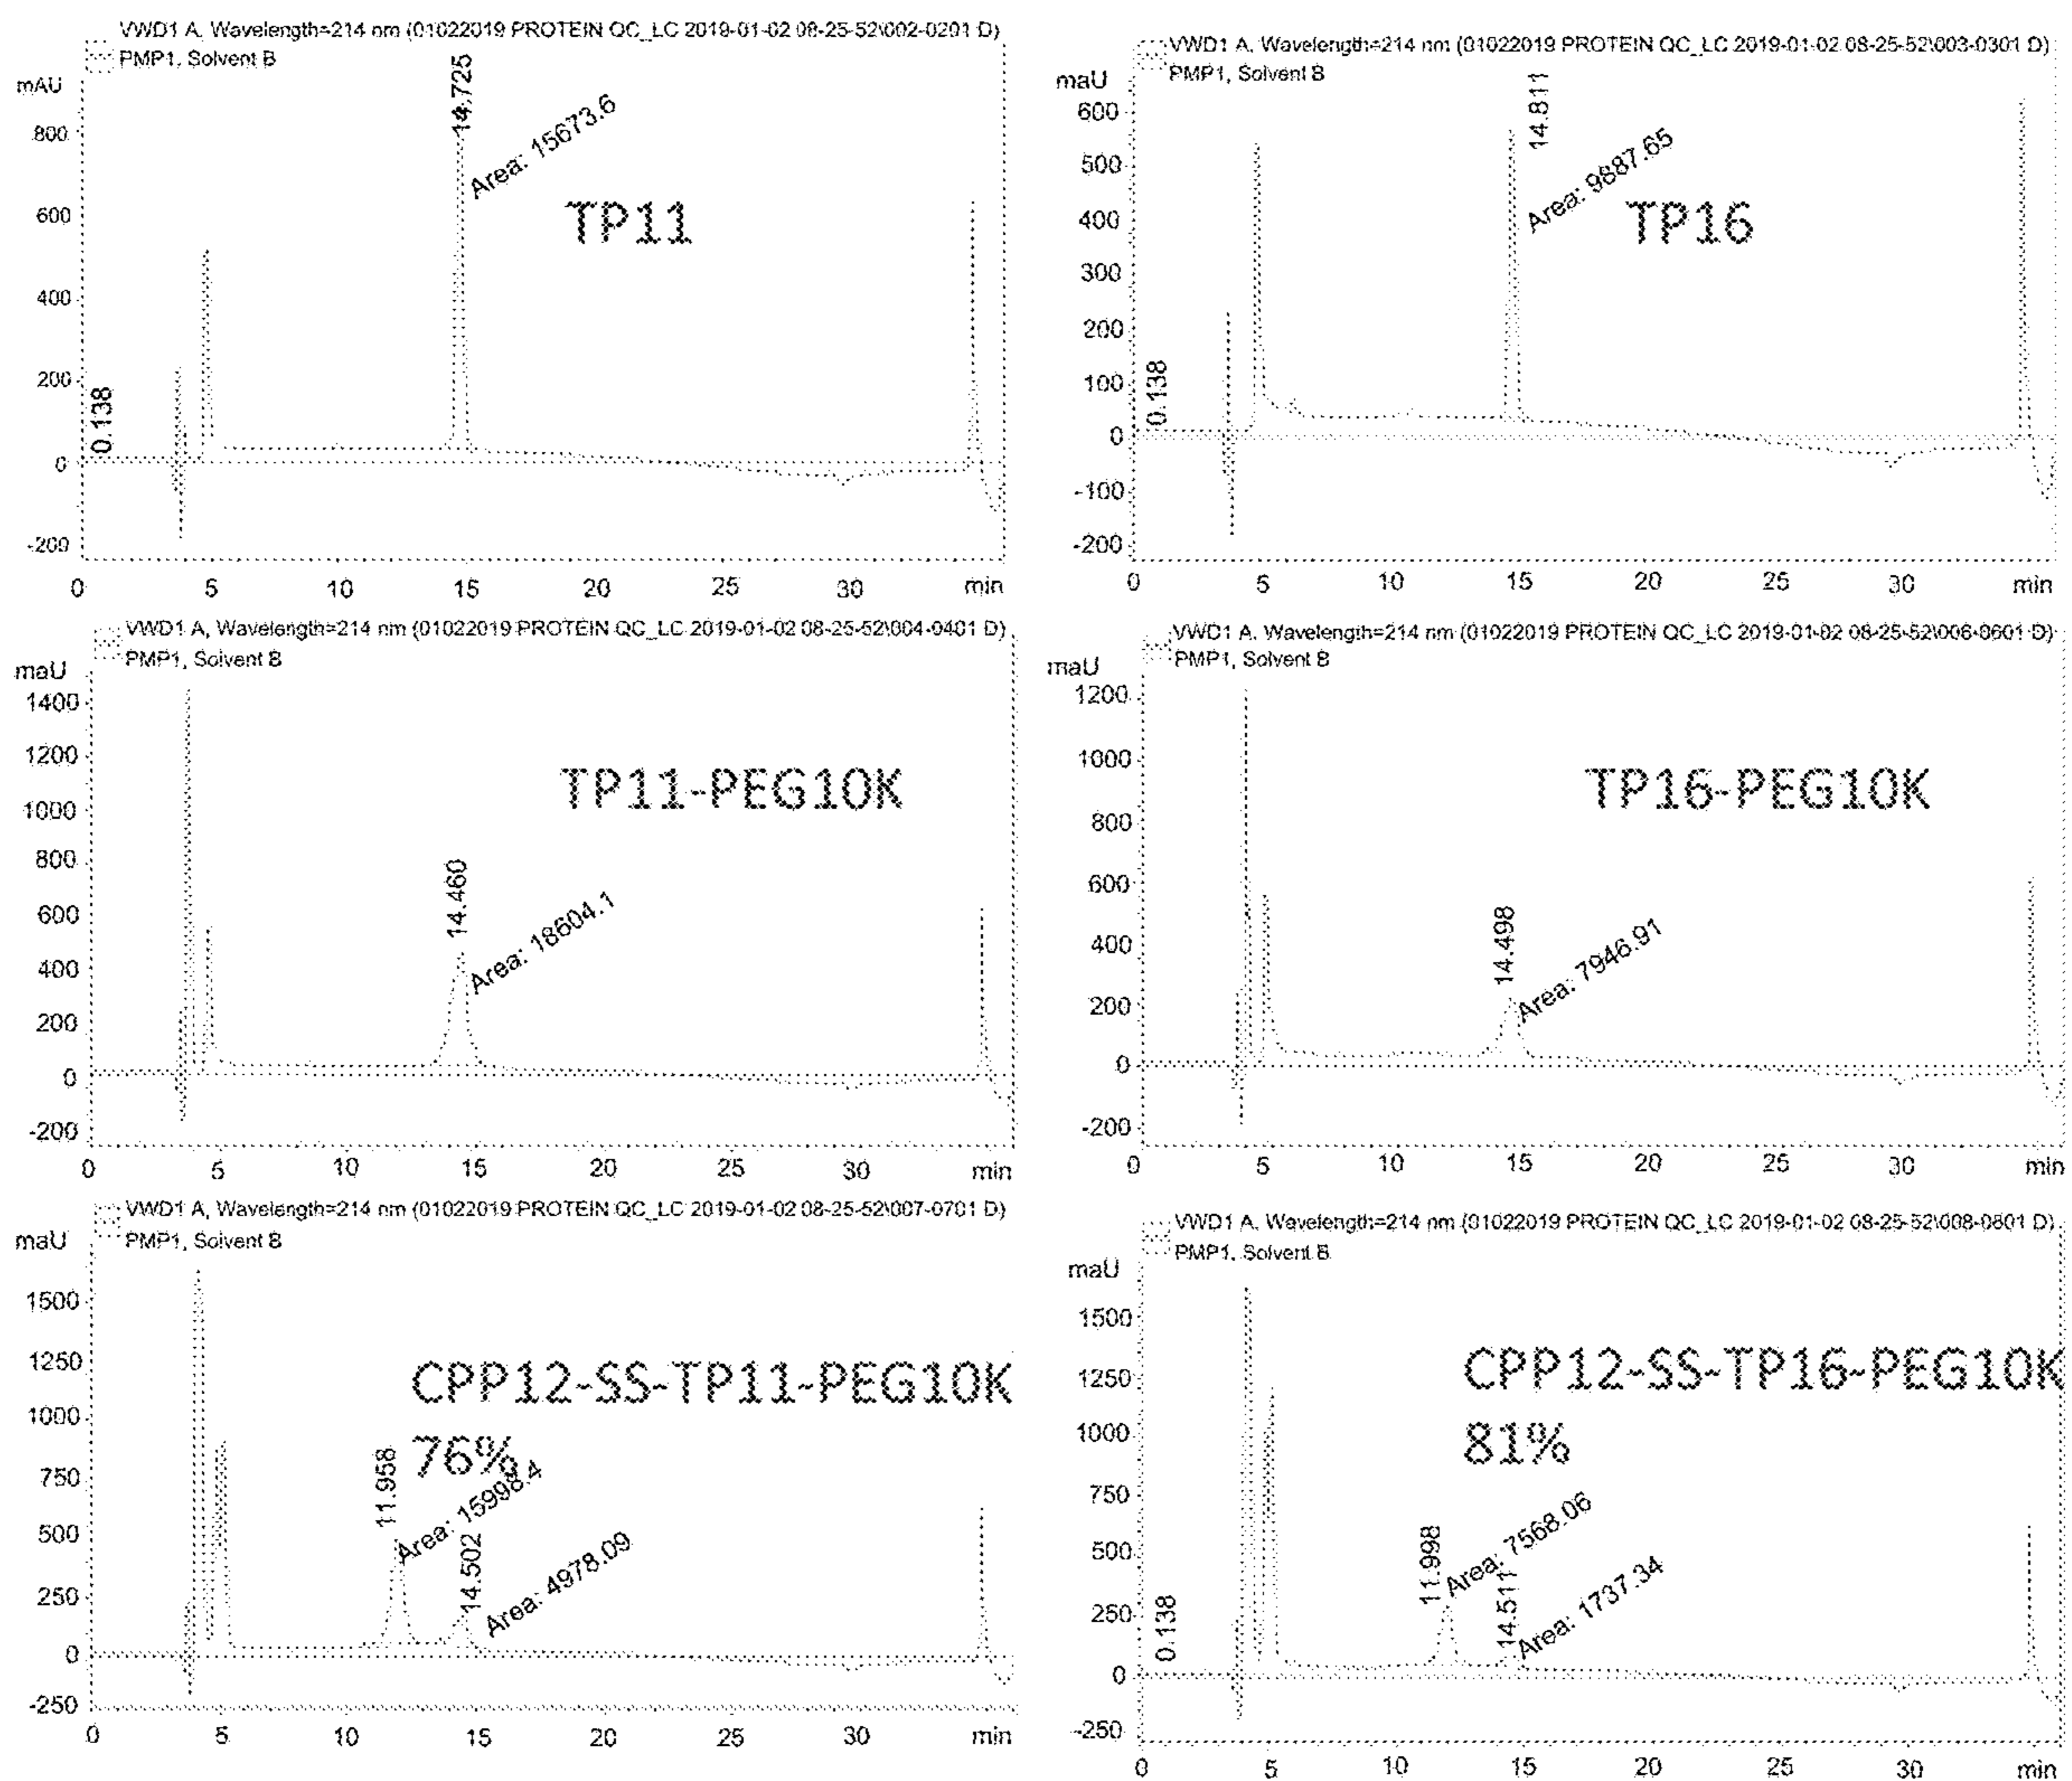 VWD1 A, Wavelength=214 nm (01022019 PROTEIN QC_LC 2019-01-02 08-25-52\002-0201 D)
PMP1, Solvent B
mAU
14.725
Area: 15673.6
TP11
0.138
800
600
400
200
0
-200
0 5 10 15 20 25 30 min
VWD1 A, Wavelength=214 nm (01022019 PROTEIN QC_LC 2019-01-02 08-25-52\003-0301 D)
PMP1, Solvent B
maU
14.811
Area: 9887.65
TP16
0.138
600
500
400
300
200
100
0
-100
-200
0 5 10 15 20 25 30 min
VWD1 A, Wavelength=214 nm (01022019 PROTEIN QC_LC 2019-01-02 08-25-52\004-0401 D)
PMP1, Solvent B
maU
TP11-PEG10K
14.460
Area: 18604.1
1400
1200
1000
800
600
400
200
0
-200
0 5 10 15 20 25 30 min
VWD1 A, Wavelength=214 nm (01022019 PROTEIN QC_LC 2019-01-02 08-25-52\006-0601 D)
PMP1, Solvent B
maU
TP16-PEG10K
14.498
Area: 7946.91
1200
1000
800
600
400
200
0
-200
0 5 10 15 20 25 30 min
VWD1 A, Wavelength=214 nm (01022019 PROTEIN QC_LC 2019-01-02 08-25-52\007-0701 D)
PMP1, Solvent B
maU
CPP12-SS-TP11-PEG10K
76%
11.958
Area: 15998.4
14.502
Area: 4978.09
1500
1250
1000
750
500
250
0
-250
0 5 10 15 20 25 30 min
VWD1 A, Wavelength=214 nm (01022019 PROTEIN QC_LC 2019-01-02 08-25-52\008-0801 D)
PMP1, Solvent B
maU
CPP12-SS-TP16-PEG10K
81%
11.998
Area: 7568.06
14.511
Area: 1737.34
0.138
1500
1250
1000
750
500
250
0
-250
0 5 10 15 20 25 30 min